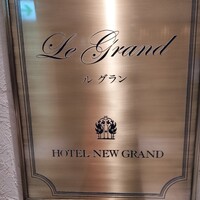 Le Grand
ル グラン
HOTEL NEW GRAND